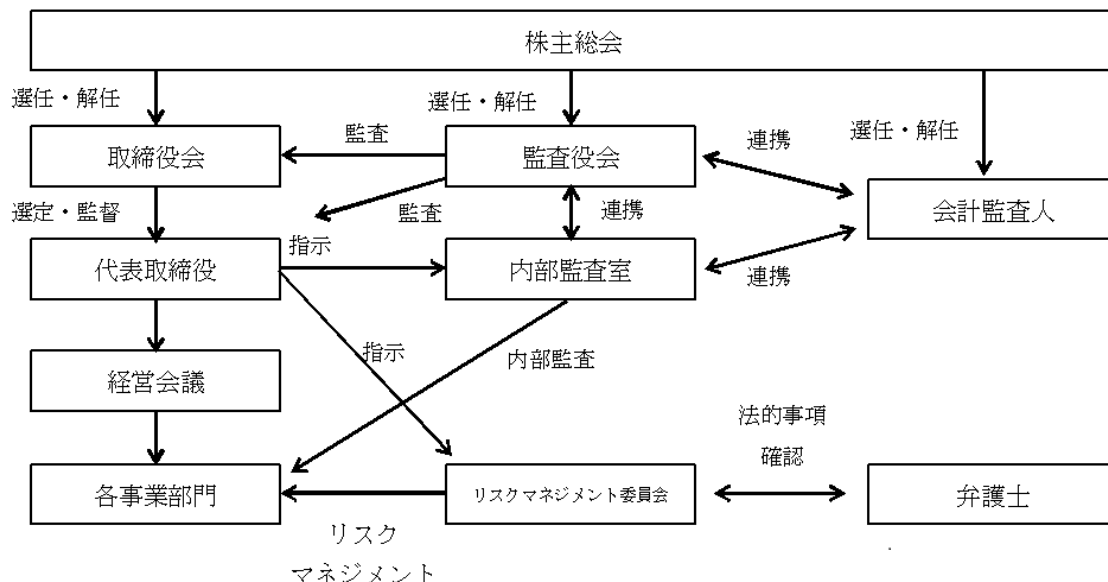 株主総会
選任・解任
選任・解任
選任・解任
取締役会
監査
監査役会
連携
会計監査人
選定・監督
監査
連携
代表取締役
指示
内部監査室
連携
経営会議
指示
内部監査
法的事項
確認
各事業部門
リスクマネジメント委員会
弁護士
リスク
マネジメント